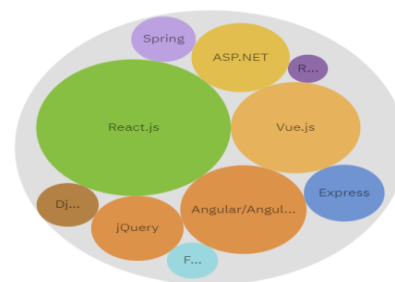 Spring
ASP.NET
R...
React.js
Vue.js
Express
Dj...
Angular/Angul...
jQuery
F...